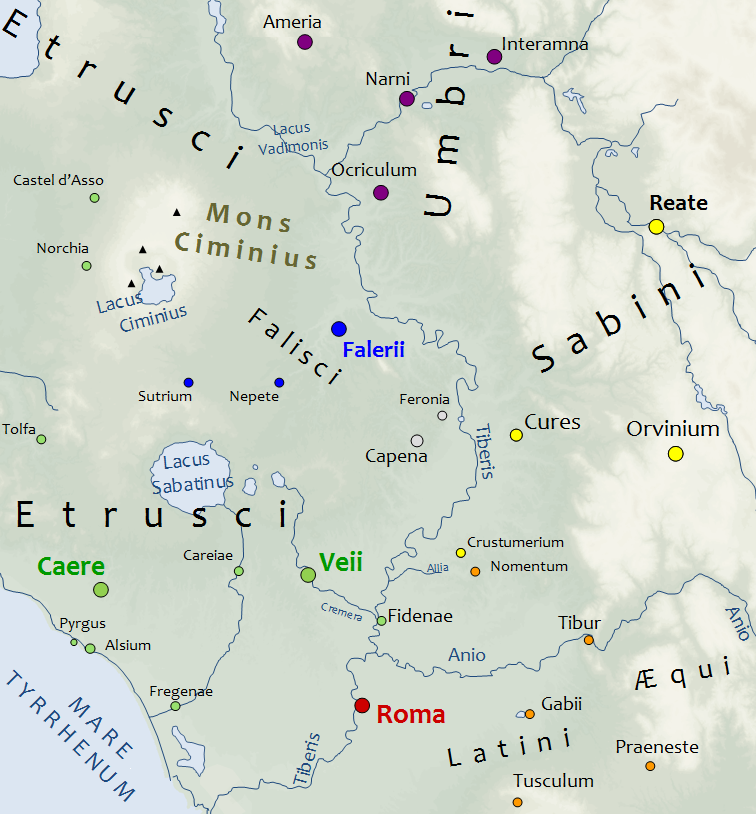 Etrusci
Ameria
Umbri
Interamna
Narni
Lacus
Vadimonis
Ocriculum
Castel d’Asso
Reate
Mons
Ciminius
Norchia
Lacus
Ciminius
Sabini
Falisci
Falerii
Sutrium
Nepete
Feronia
Cures
Orvinium
Tolfa
Capena
Tiberis
Lacus
Sabatinus
Etrusci
Careiae
Crustumerium
Caere
Veii
Allia
Nomentum
Cremera
Fidenae
Pyrgus
Alsium
Tibur
Anio
Anio
Æqui
Fregenae
Roma
Gabii
MARE
TYRRHENUM
Tiberis
Latini
Praeneste
Tusculum